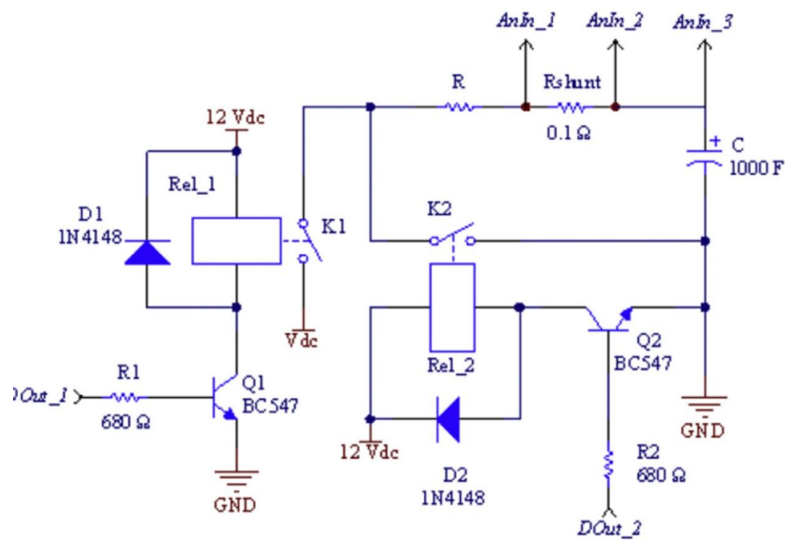 AnIn_1 AnIn_2 AnIn_3
R Rshunt
12 Vdc
0.1 Ω
+
C
1000 F
Rel_1
D1
1N4148
K1
K2
Vdc
R1
Q1
BC547
Q2
BC547
Rel_2
Out_1
680 Ω
12 Vdc
GND
GND
D2
1N4148
R2
680 Ω
DOut_2